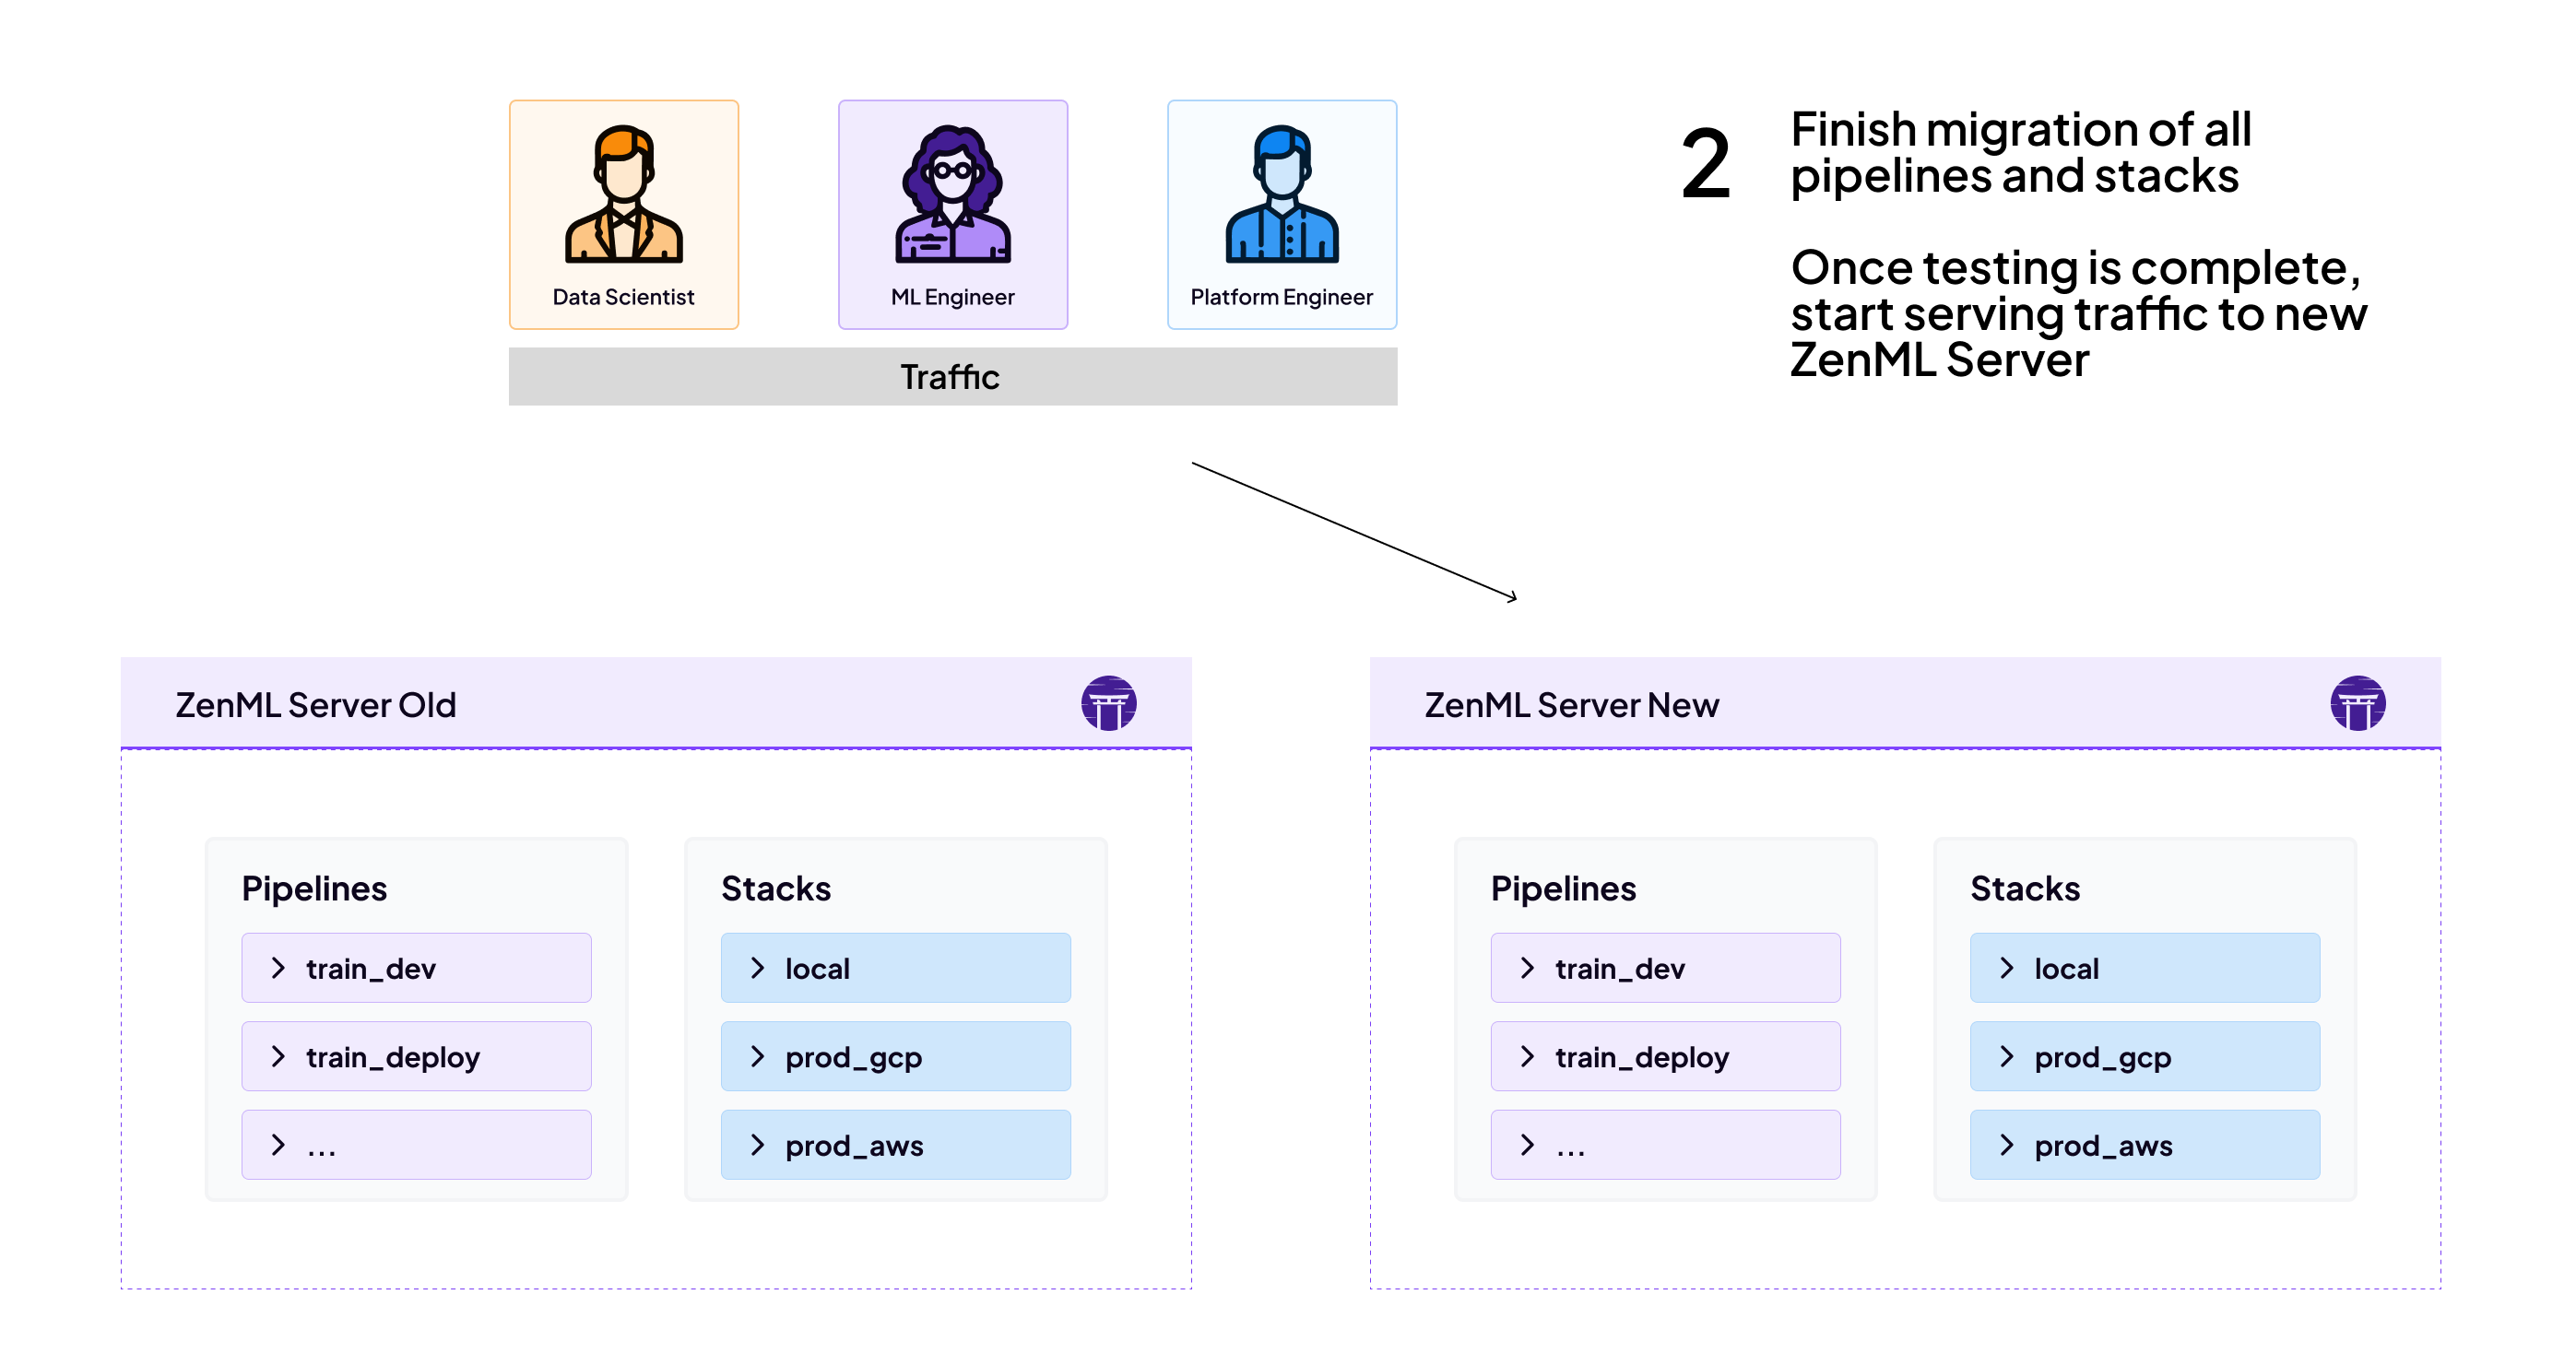 Data Scientist
ML Engineer
Platform Engineer
Traffic
2
Finish migration of all
pipelines and stacks
Once testing is complete,
start serving traffic to new
ZenML Server
ZenML Server Old
Pipelines
train_dev
train_deploy
...
Stacks
local
prod_gcp
prod_aws
ZenML Server New
Pipelines
train_dev
train_deploy
...
Stacks
local
prod_gcp
prod_aws